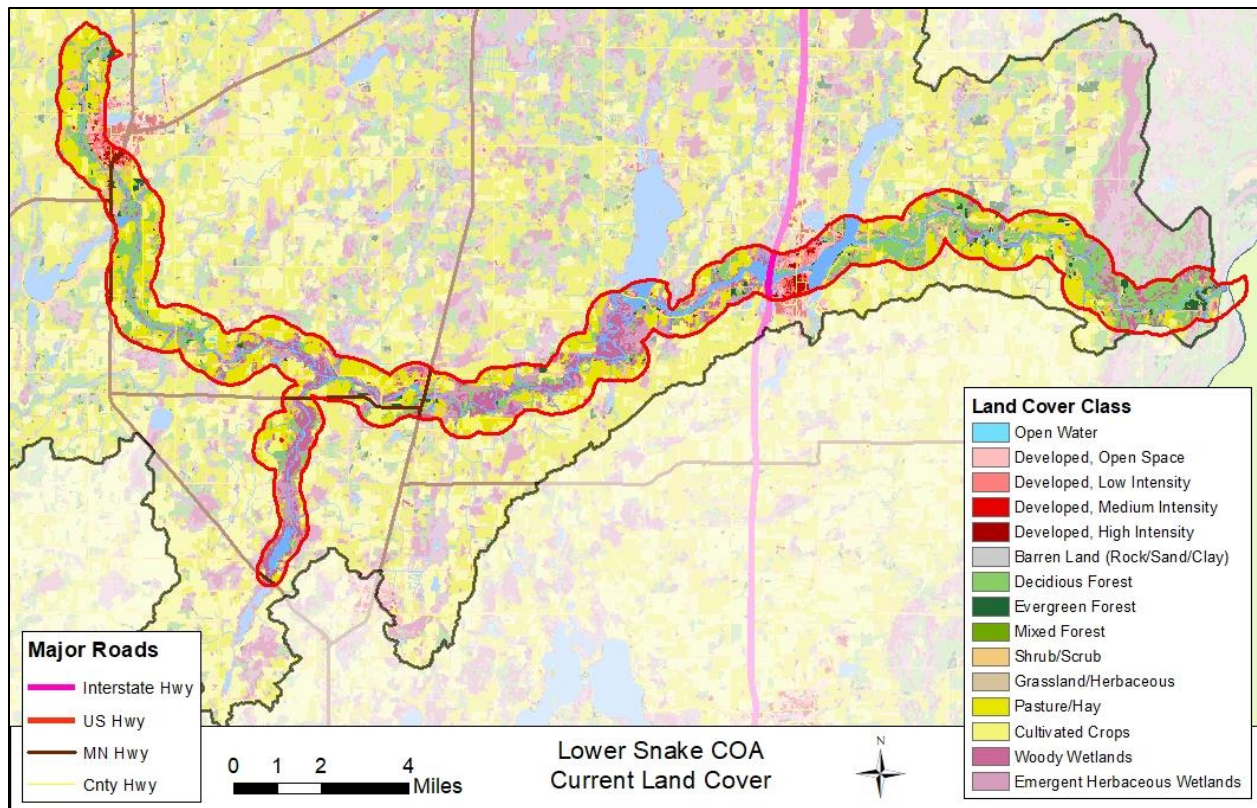 Land Cover Class
Open Water
Developed, Open Space
Developed, Low Intensity
Developed, Medium Intensity
Developed, High Intensity
Barren Land (Rock/Sand/Clay)
Decidious Forest
Evergreen Forest
Mixed Forest
Shrub/Scrub
Grassland/Herbaceous
Pasture/Hay
Cultivated Crops
Woody Wetlands
Emergent Herbaceous Wetlands
Major Roads
Interstate Hwy
US Hwy
MN Hwy
Cnty Hwy
0 1 2 4
Miles
Lower Snake COA
Current Land Cover
N